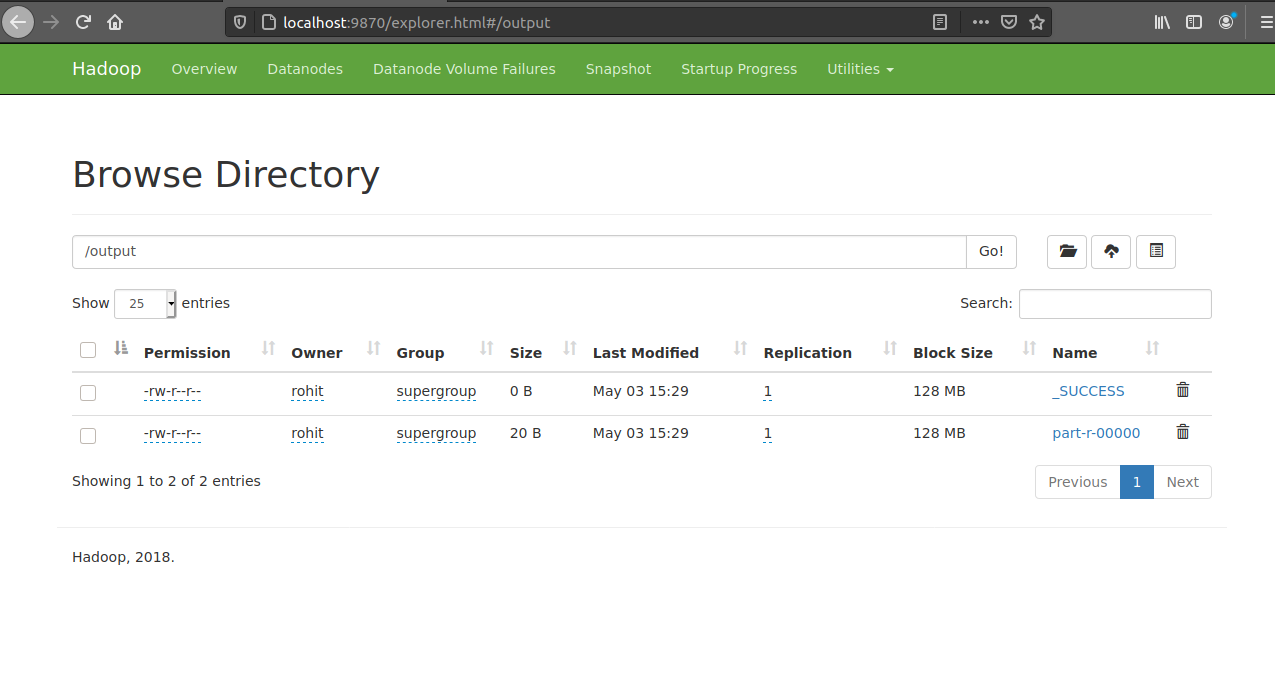 localhost:9870/explorer.html#/output
Hadoop Overview Datanodes Datanode Volume Failures Snapshot Startup Progress Utilities
Browse Directory
/output Go!
Show 25 entries Search:
Permission Owner Group Size Last Modified Replication Block Size Name
-rw-r--r-- rohit supergroup 0 B May 03 15:29 1 128 MB _SUCCESS
-rw-r--r-- rohit supergroup 20 B May 03 15:29 1 128 MB part-r-00000
Showing 1 to 2 of 2 entries Previous 1 Next
Hadoop, 2018.